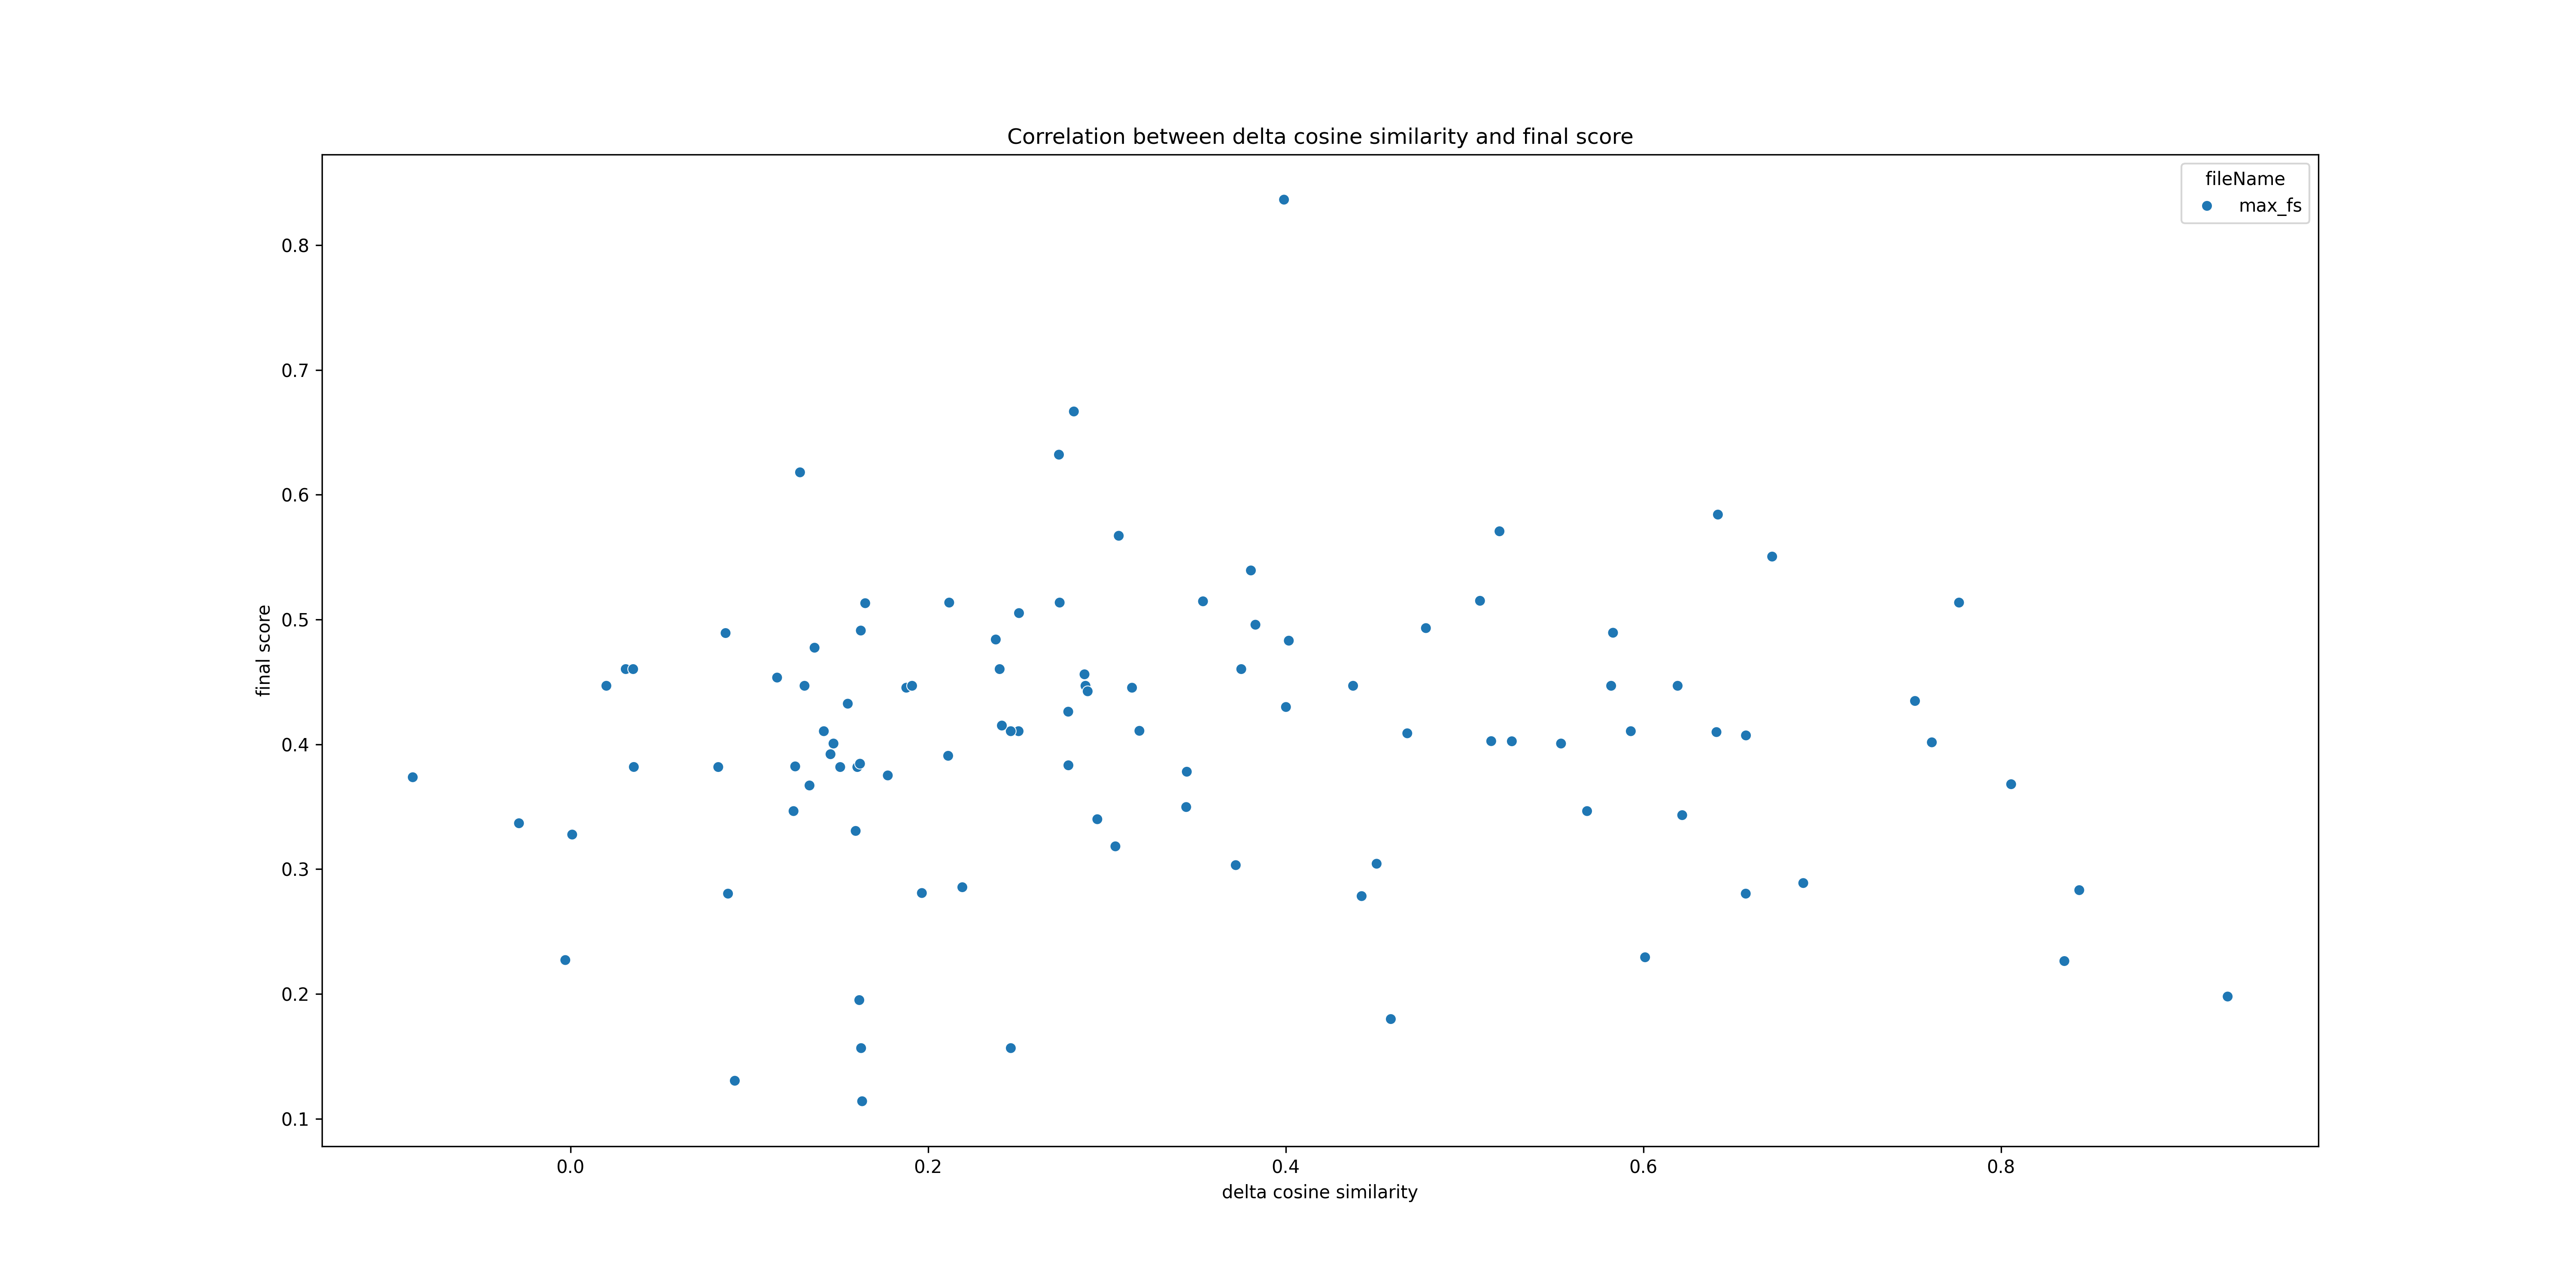 Correlation between delta cosine similarity and final score
fileName
max_fs
final score
0.8
0.7
0.6
0.5
0.4
0.3
0.2
0.1
0.0 0.2 0.4 0.6 0.8
delta cosine similarity